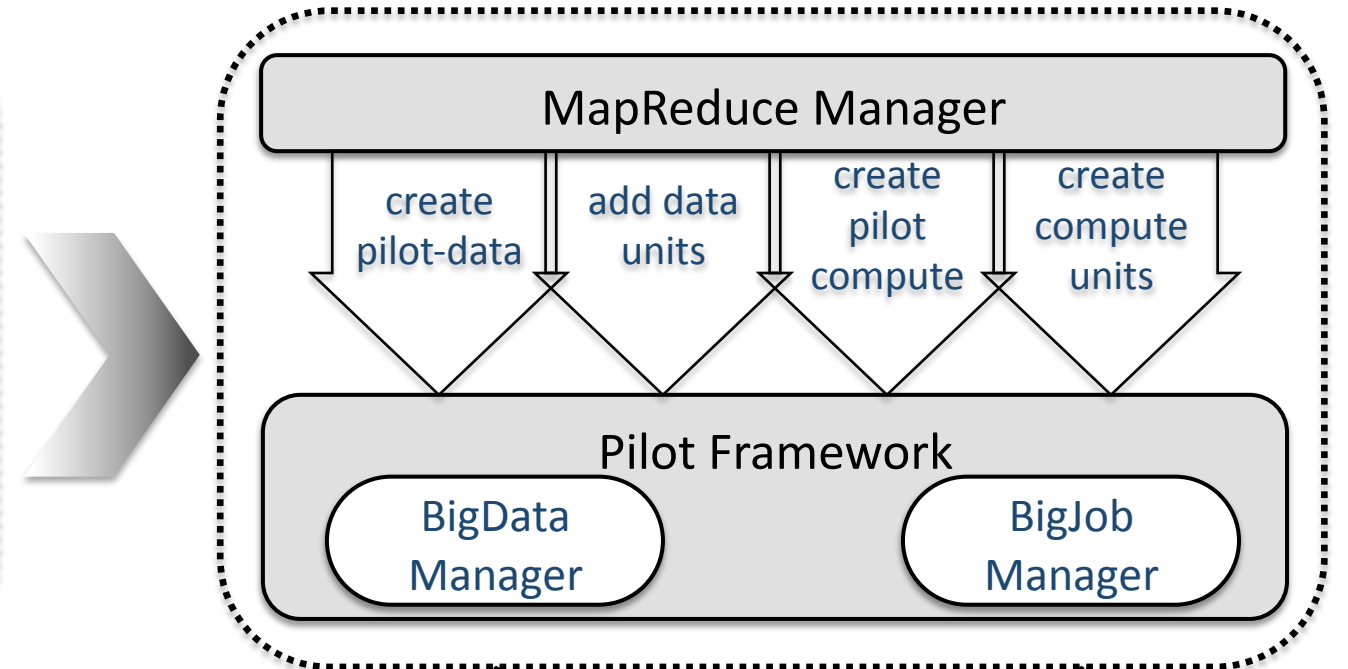 MapReduce Manager
create
pilot-data
add data
units
create
pilot
compute
create
compute
units
Pilot Framework
BigData
Manager
BigJob
Manager